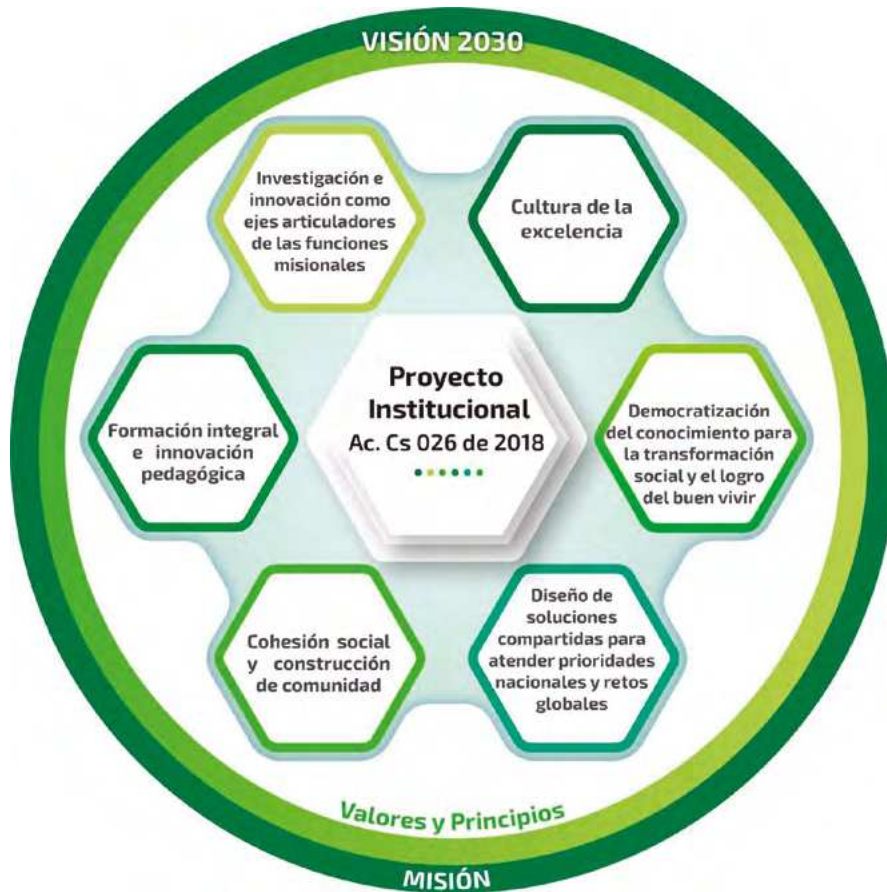 VISIÓN 2030
Investigación e
innovación como
ejes articuladores
de las funciones
misionales
Cultura de la
excelencia
Formación integral
e innovación
pedagógica
Proyecto
Institucional
Ac. Cs 026 de 2018
Democratización
del conocimiento para
la transformación
social y el logro
del buen vivir
Cohesión social
y construcción
de comunidad
Diseño de
soluciones
compartidas para
atender prioridades
nacionales y retos
globales
Valores y Principios
MISIÓN